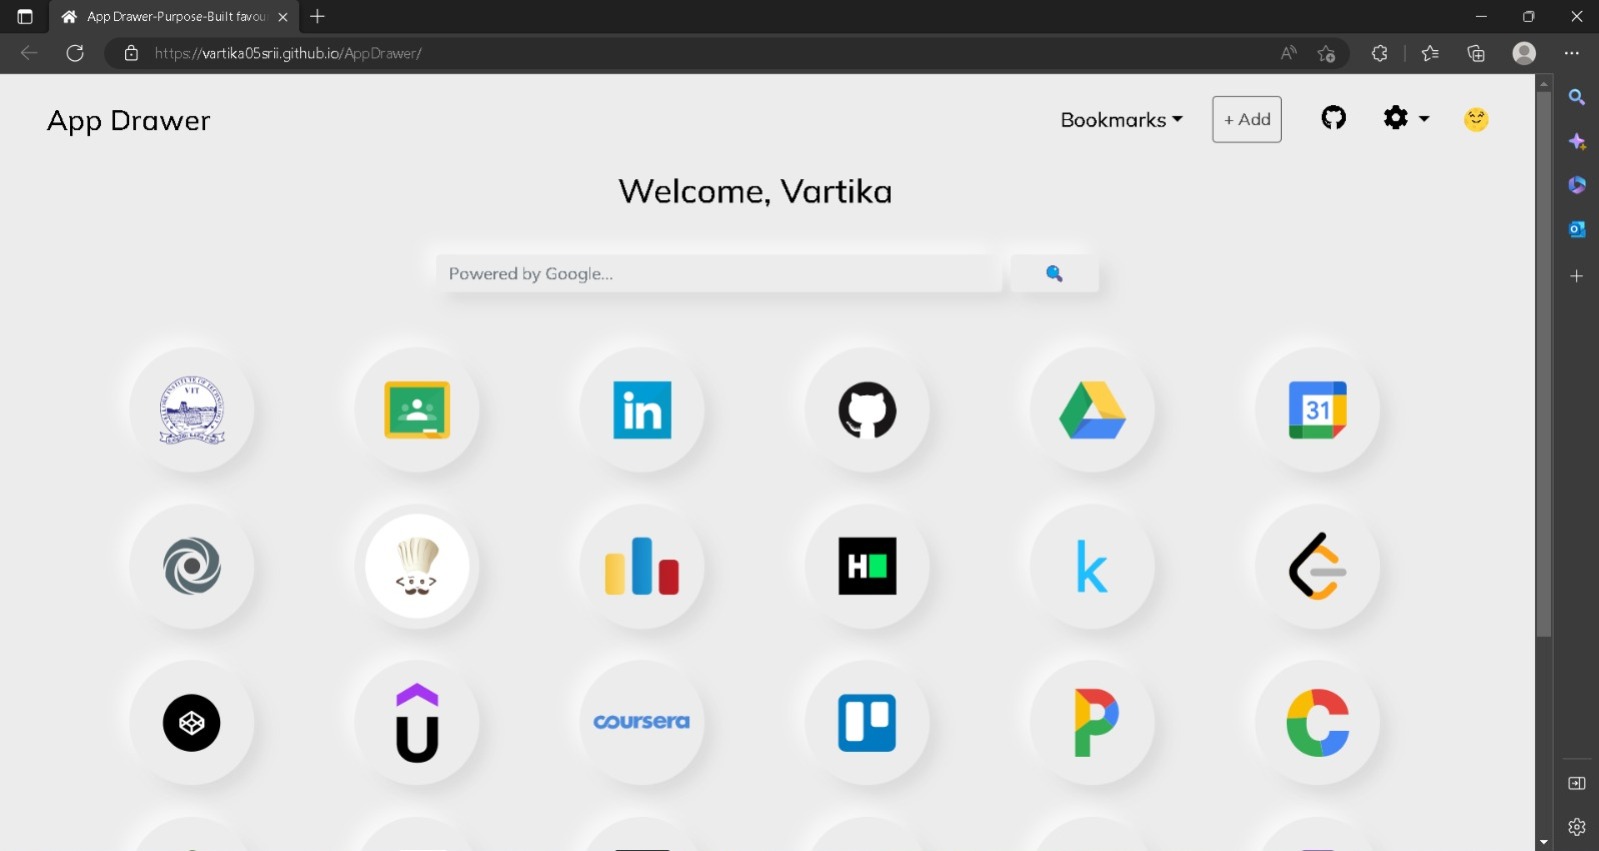 App Drawer-Purpose-Built favou
https://vartika05srii.github.io/AppDrawer/
App Drawer
Bookmarks
+ Add
Welcome, Vartika
Powered by Google...
VIT
in
31
H
k
U
coursera
P
C